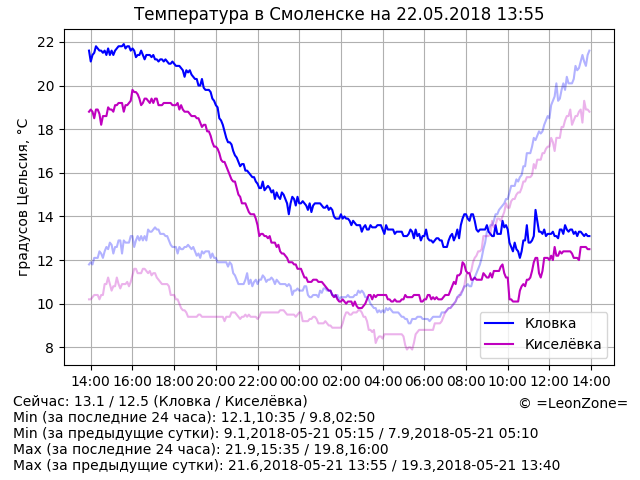 Температура в Смоленске на 22.05.2018 13:55
22
20
18
16
14
12
10
8
градусов Цельсия, °C
Кловка
Киселёвка
14:00 16:00 18:00 20:00 22:00 00:00 02:00 04:00 06:00 08:00 10:00 12:00 14:00
Сейчас: 13.1 / 12.5 (Кловка / Киселёвка)
© =LeonZone=
Min (за последние 24 часа): 12.1,10:35 / 9.8,02:50
Min (за предыдущие сутки): 9.1,2018-05-21 05:15 / 7.9,2018-05-21 05:10
Max (за последние 24 часа): 21.9,15:35 / 19.8,16:00
Max (за предыдущие сутки): 21.6,2018-05-21 13:55 / 19.3,2018-05-21 13:40